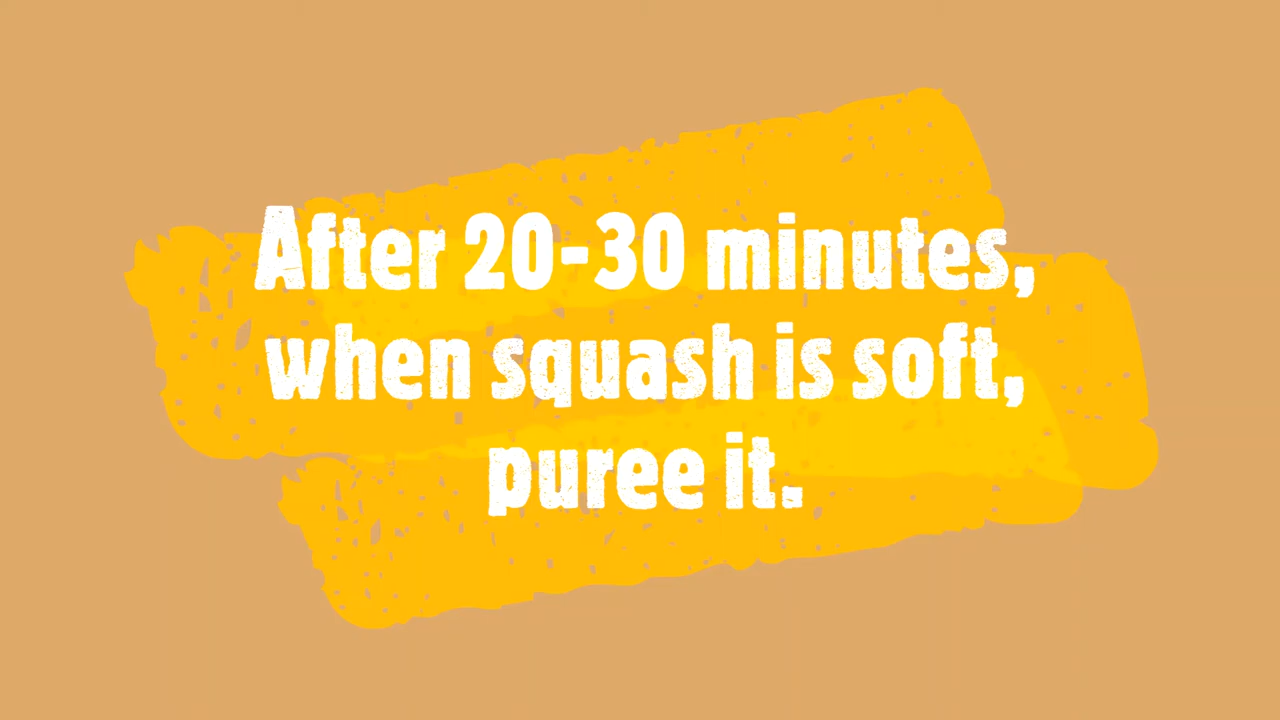 After 20-30 minutes,
when squash is soft,
puree it.